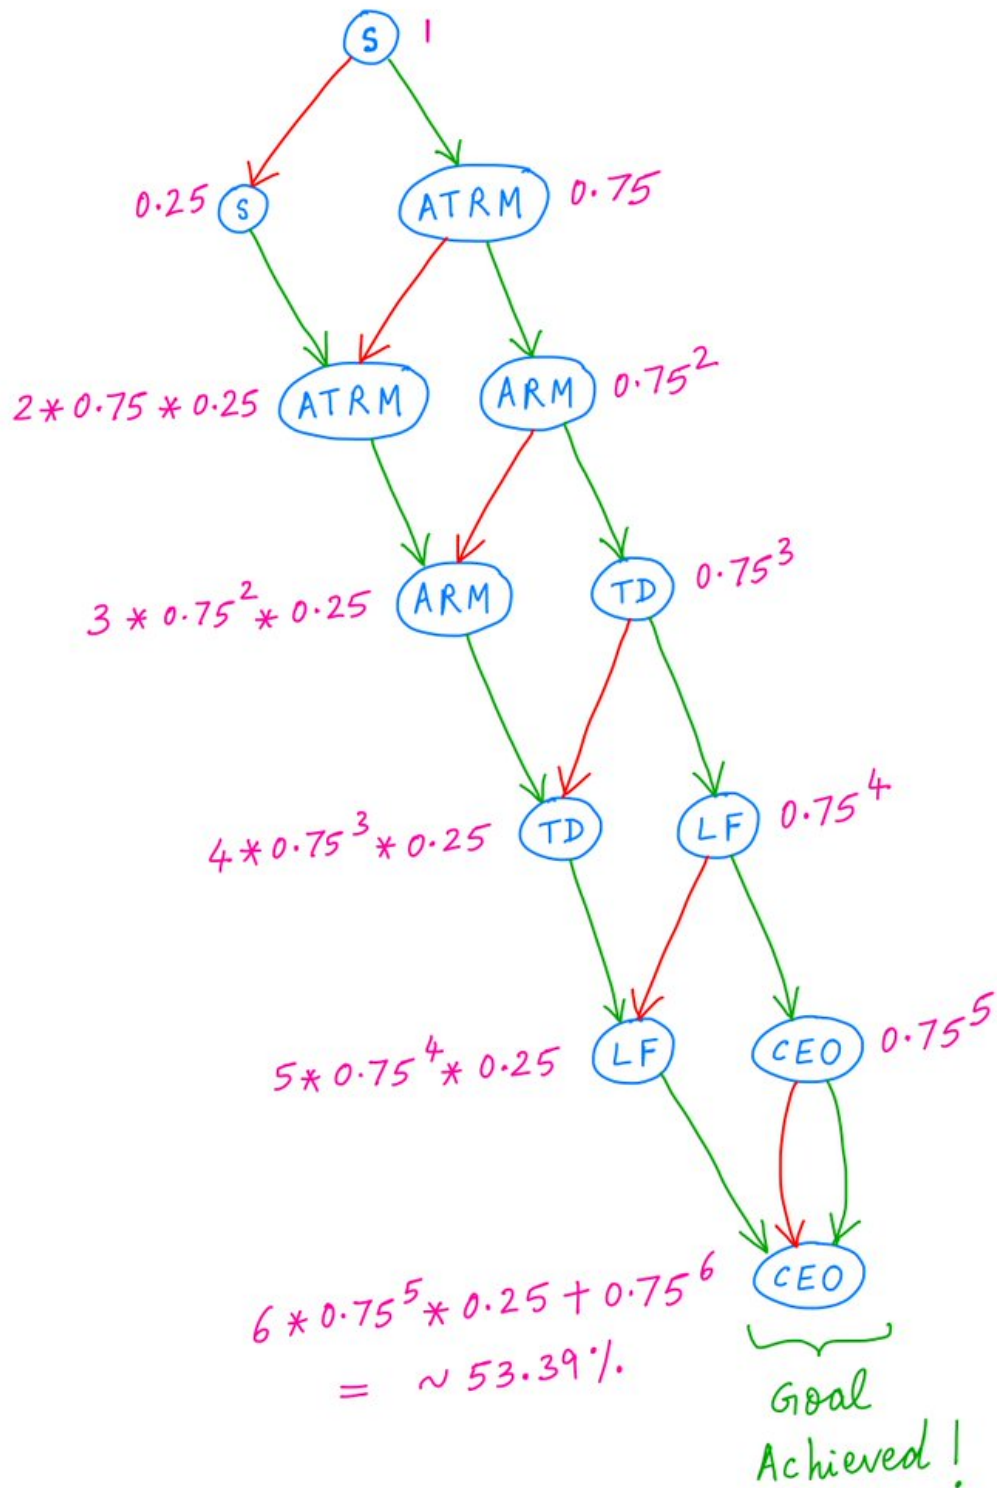 S 1
0.25 S ATRM 0.75
2*0.75*0.25 ATRM ARM 0.75²
3*0.75²*0.25 ARM TD 0.75³
4*0.75³*0.25 TD LF 0.75⁴
5*0.75⁴*0.25 LF CEO 0.75⁵
6*0.75⁵*0.25+0.75⁶ CEO
= ~53.39%.
Goal
Achieved!